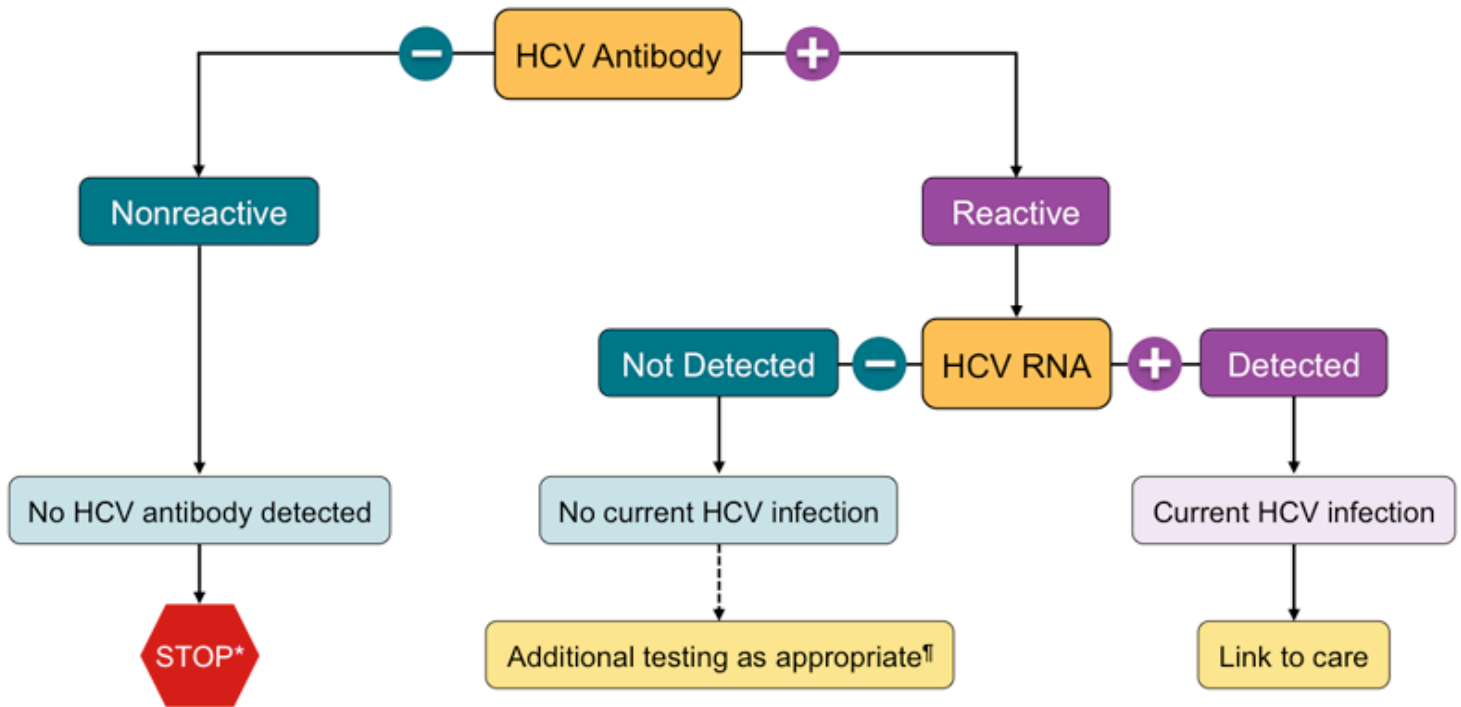 HCV Antibody
Nonreactive
Reactive
Not Detected
HCV RNA
Detected
No HCV antibody detected
No current HCV infection
Current HCV infection
STOP*
Additional testing as appropriate¶
Link to care